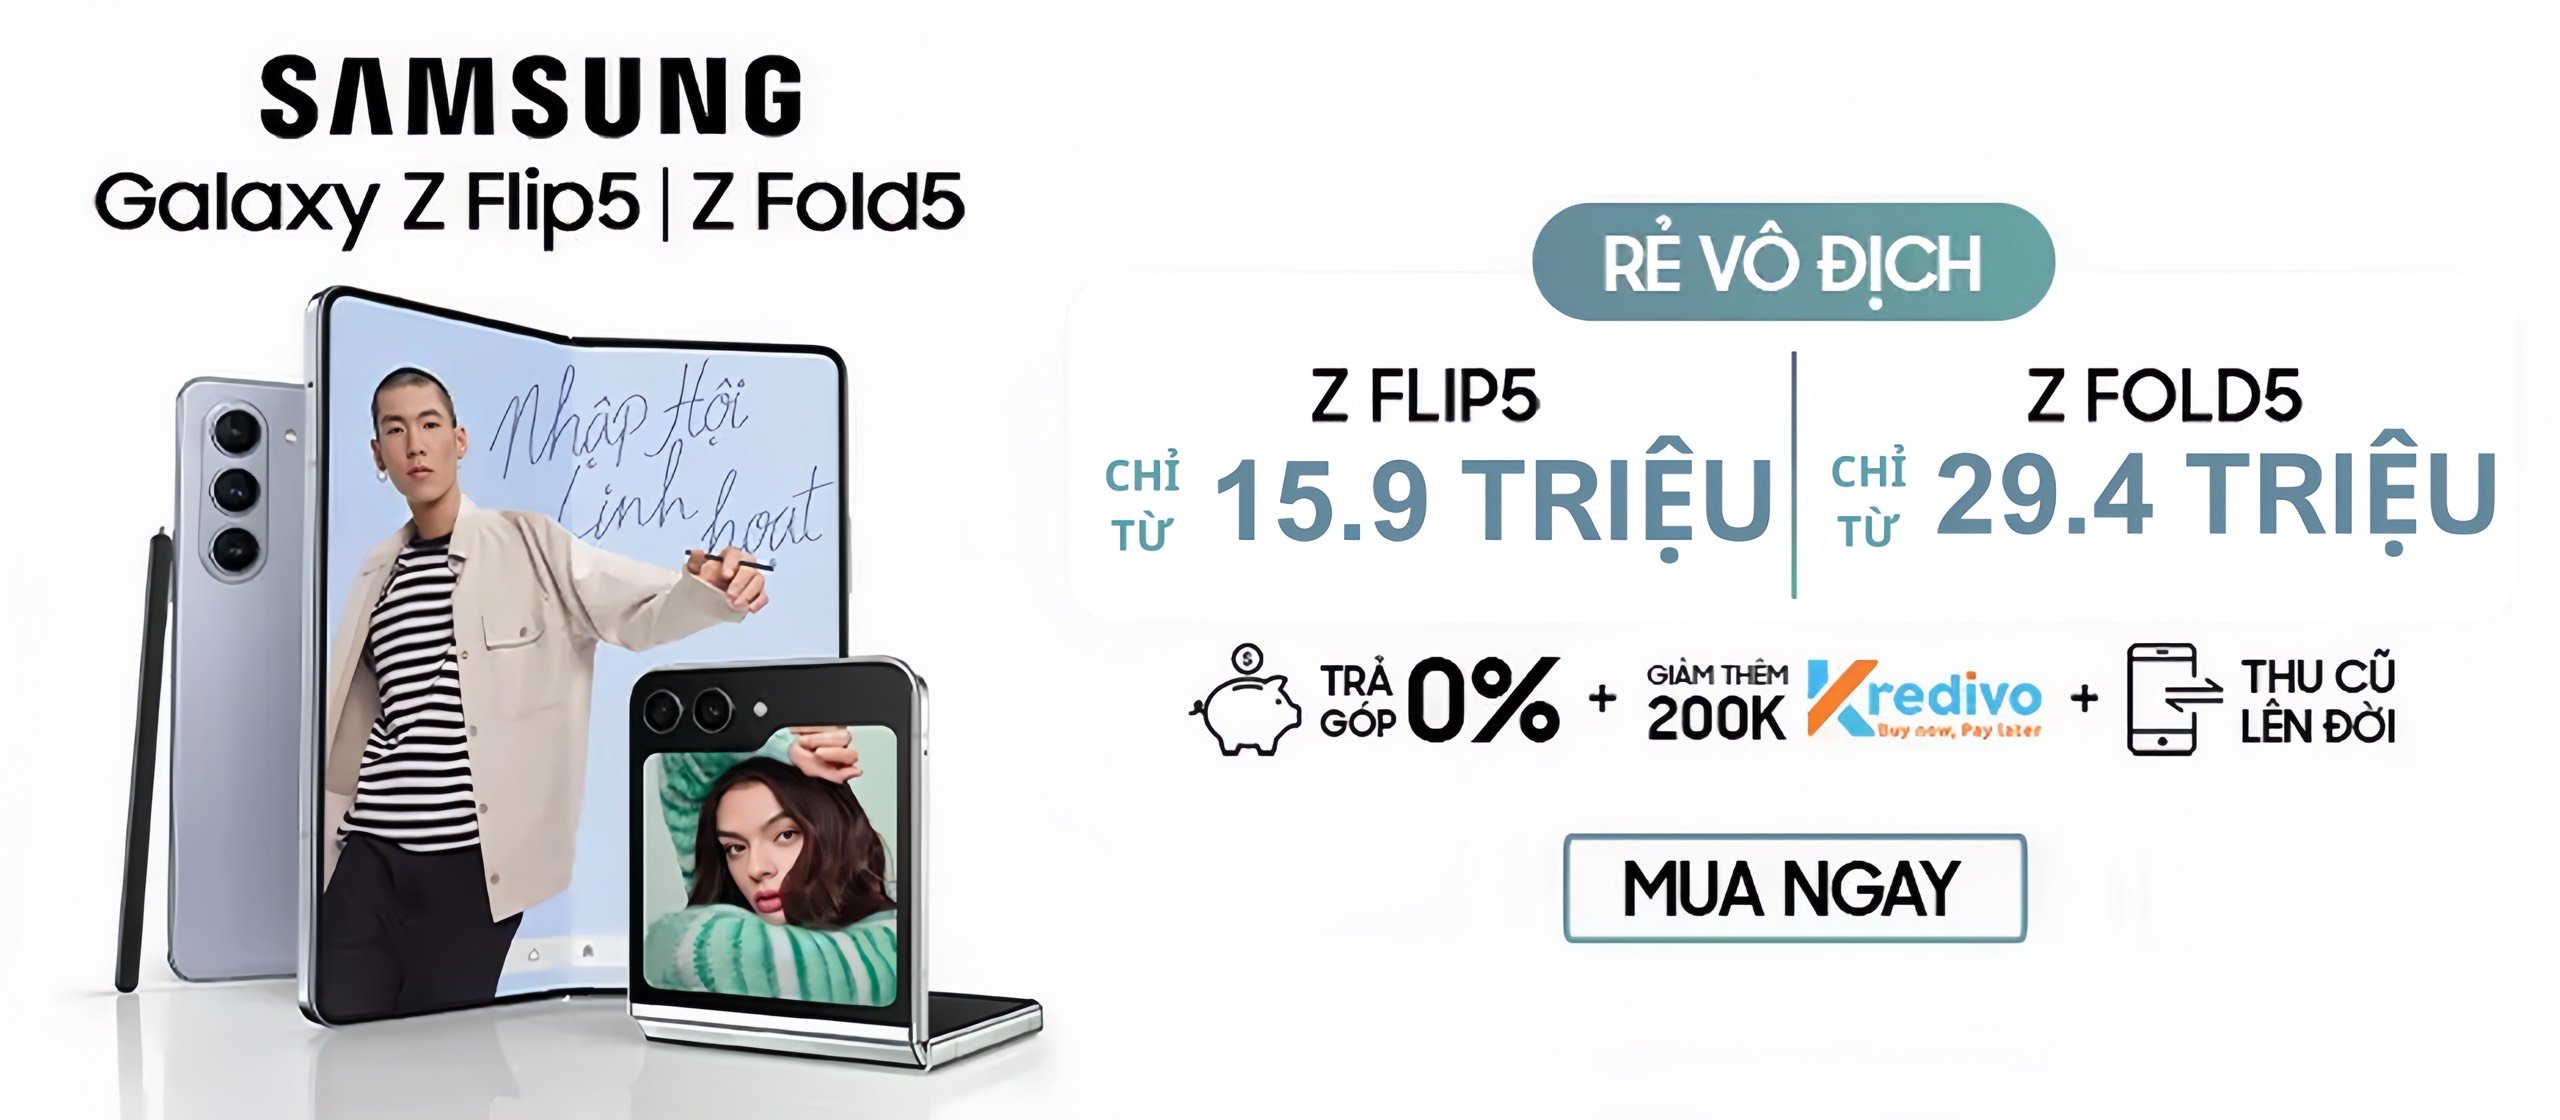 SAMSUNG
Galaxy Z Flip5 | Z Fold5
Nhập Hội
Linh hoạt
RẺ VÔ ĐỊCH
Z FLIP5
CHỈ TỪ 15.9 TRIỆU
Z FOLD5
CHỈ TỪ 29.4 TRIỆU
TRẢ GÓP 0% + GIẢM THÊM 200K Kredivo Buy now, Pay later + THU CŨ LÊN ĐỜI
MUA NGAY